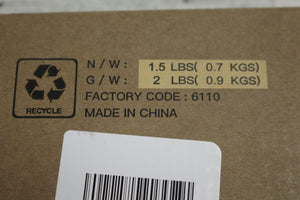 N / W : 1.5 LBS( 0.7 KGS)
G / W : 2 LBS( 0.9 KGS)
FACTORY CODE : 6110
MADE IN CHINA
RECYCLE